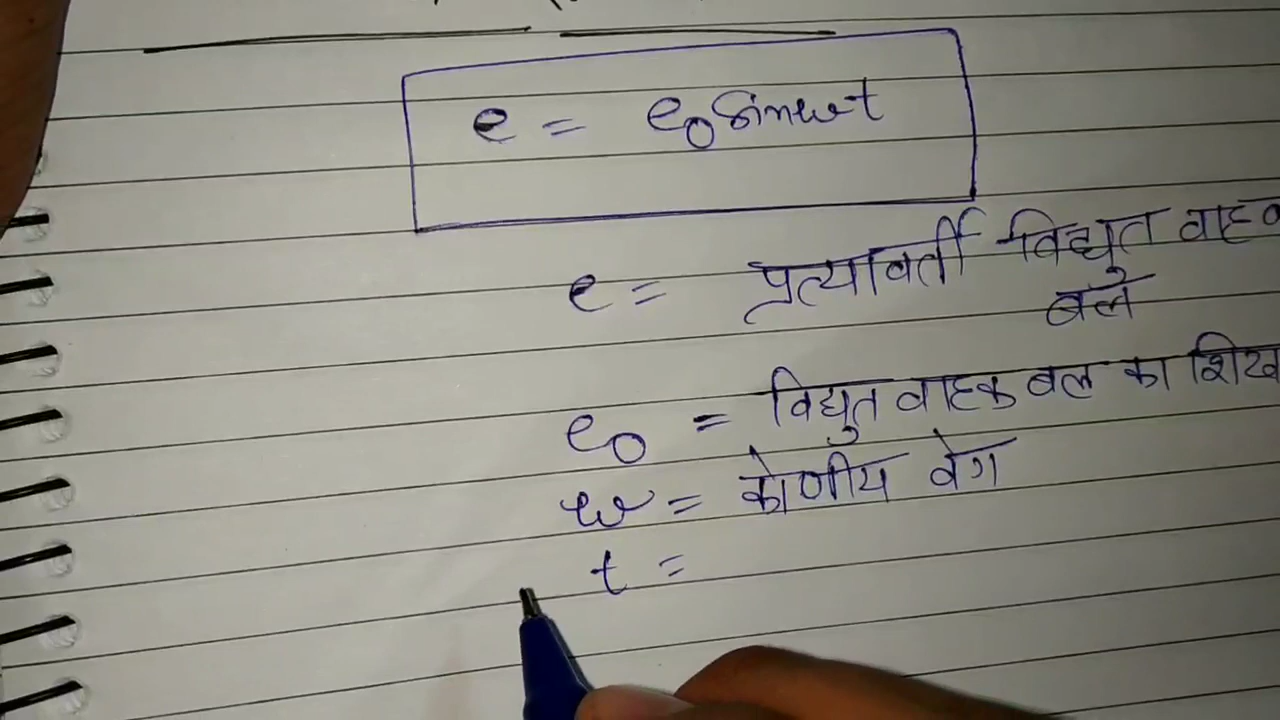 e = e₀ sinωt
e = प्रत्यावर्ती विद्युत वाहक
बल
e₀ = विद्युत वाहक बल का शिख
ω = कोणीय वेग
t =